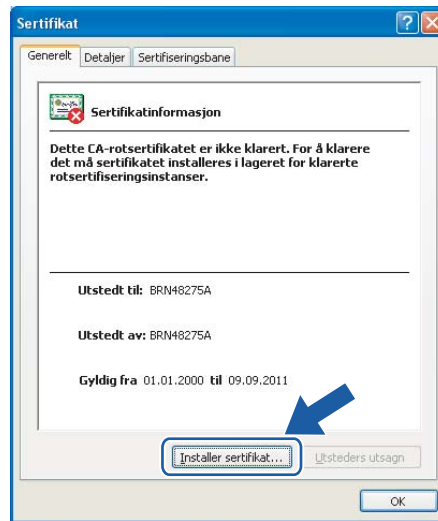 Sertifikat
Generelt Detaljer Sertifiseringsbane
Sertifikatinformasjon
Dette CA-rotsertifikatet er ikke klarert. For å klarere
det må sertifikatet installeres i lageret for klarerte
rotsertifiseringsinstanser.
Utstedt til: BRN48275A
Utstedt av: BRN48275A
Gyldig fra 01.01.2000 til 09.09.2011
Installer sertifikat... Utsteders utsagn
OK